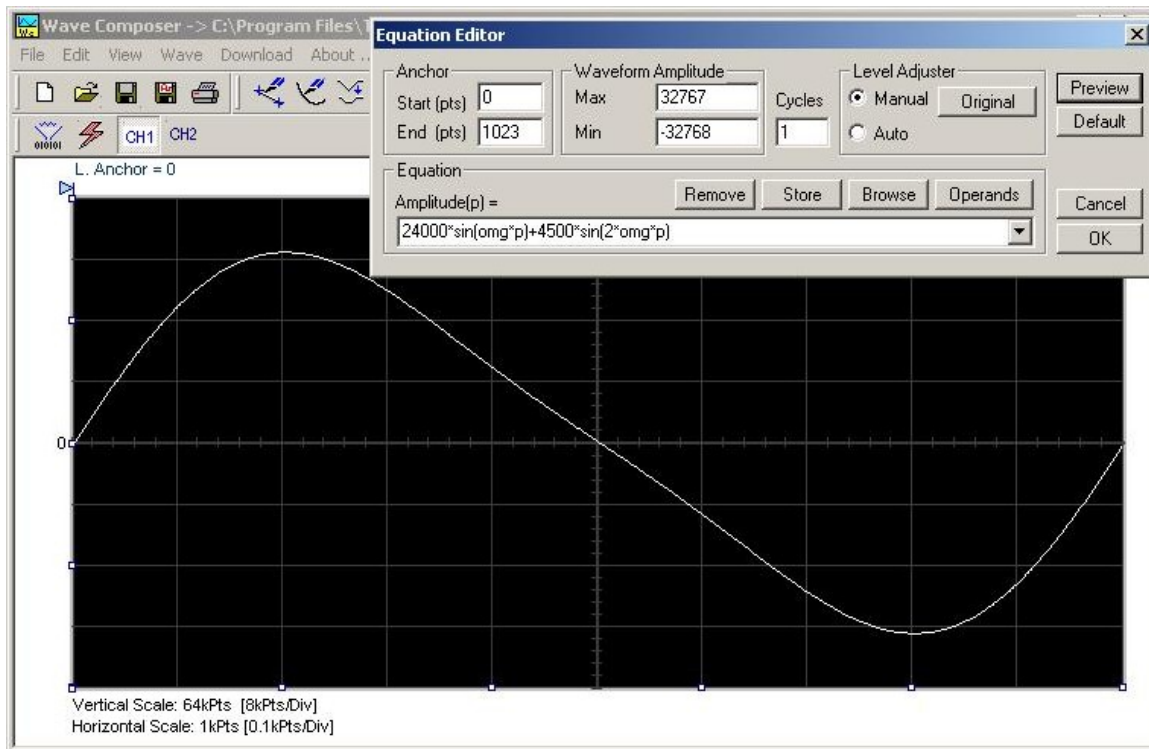 Wave Composer -> C:\Program Files\
File Edit View Wave Download About ..
CH1 CH2
L. Anchor = 0
0
Vertical Scale: 64kPts [8kPts/Div]
Horizontal Scale: 1kPts [0.1kPts/Div]
Equation Editor
Anchor
Start (pts) 0
End (pts) 1023
Waveform Amplitude
Max 32767
Min -32768
Cycles
1
Level Adjuster
Manual
Auto
Original
Preview
Default
Equation
Amplitude(p) =
Remove Store Browse Operands
24000*sin(omg*p)+4500*sin(2*omg*p)
Cancel
OK